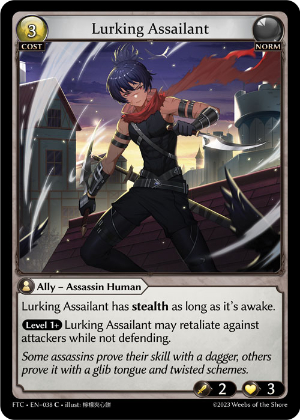 3
COST
Lurking Assailant
NORM
Ally – Assassin Human
Lurking Assailant has stealth as long as it's awake.
Level 1+ Lurking Assailant may retaliate against
attackers while not defending.
Some assassins prove their skill with a dagger, others
prove it with a glib tongue and twisted schemes.
2
3
FTC • EN–038 C • illust:
©2023 Weebs of the Shore